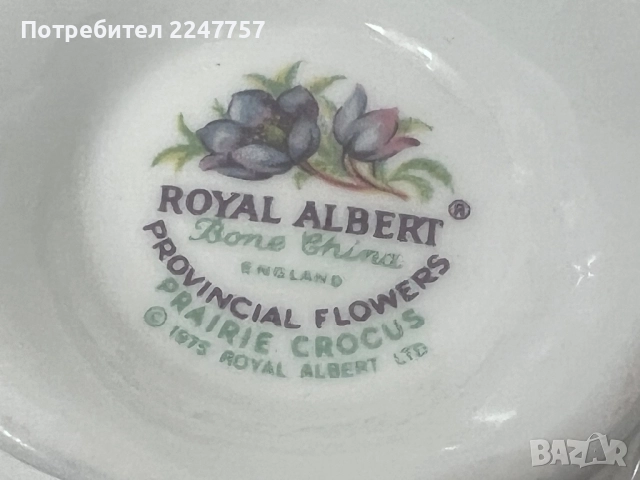 Потребител 2247757
ROYAL ALBERT ®
Bone China
ENGLAND
PROVINCIAL FLOWERS
PRAIRIE CROCUS
© 1975 ROYAL ALBERT LTD
BAZAR